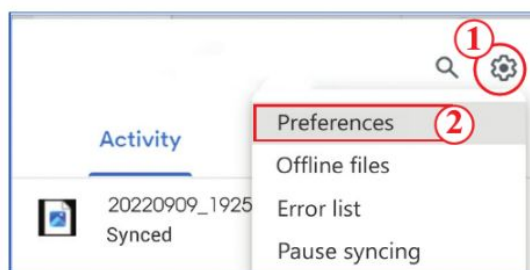 1
Preferences 2
Activity
Offline files
20220909_1925
Error list
Synced
Pause syncing